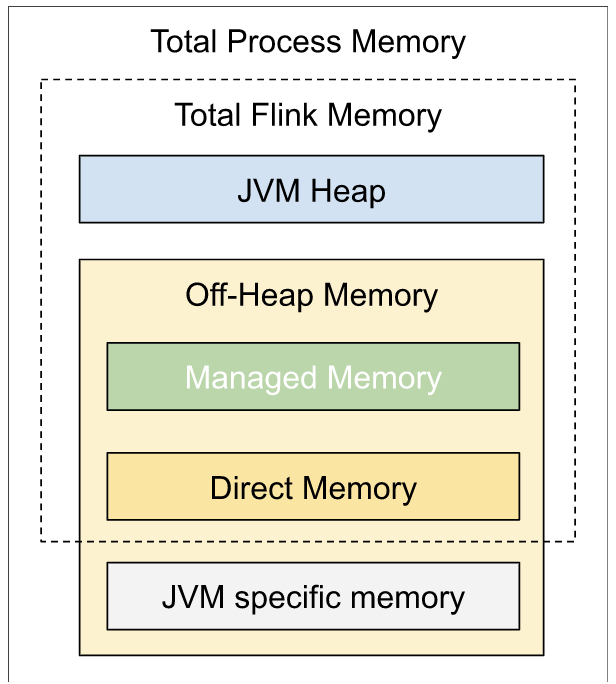 Total Process Memory
Total Flink Memory
JVM Heap
Off-Heap Memory
Managed Memory
Direct Memory
JVM specific memory